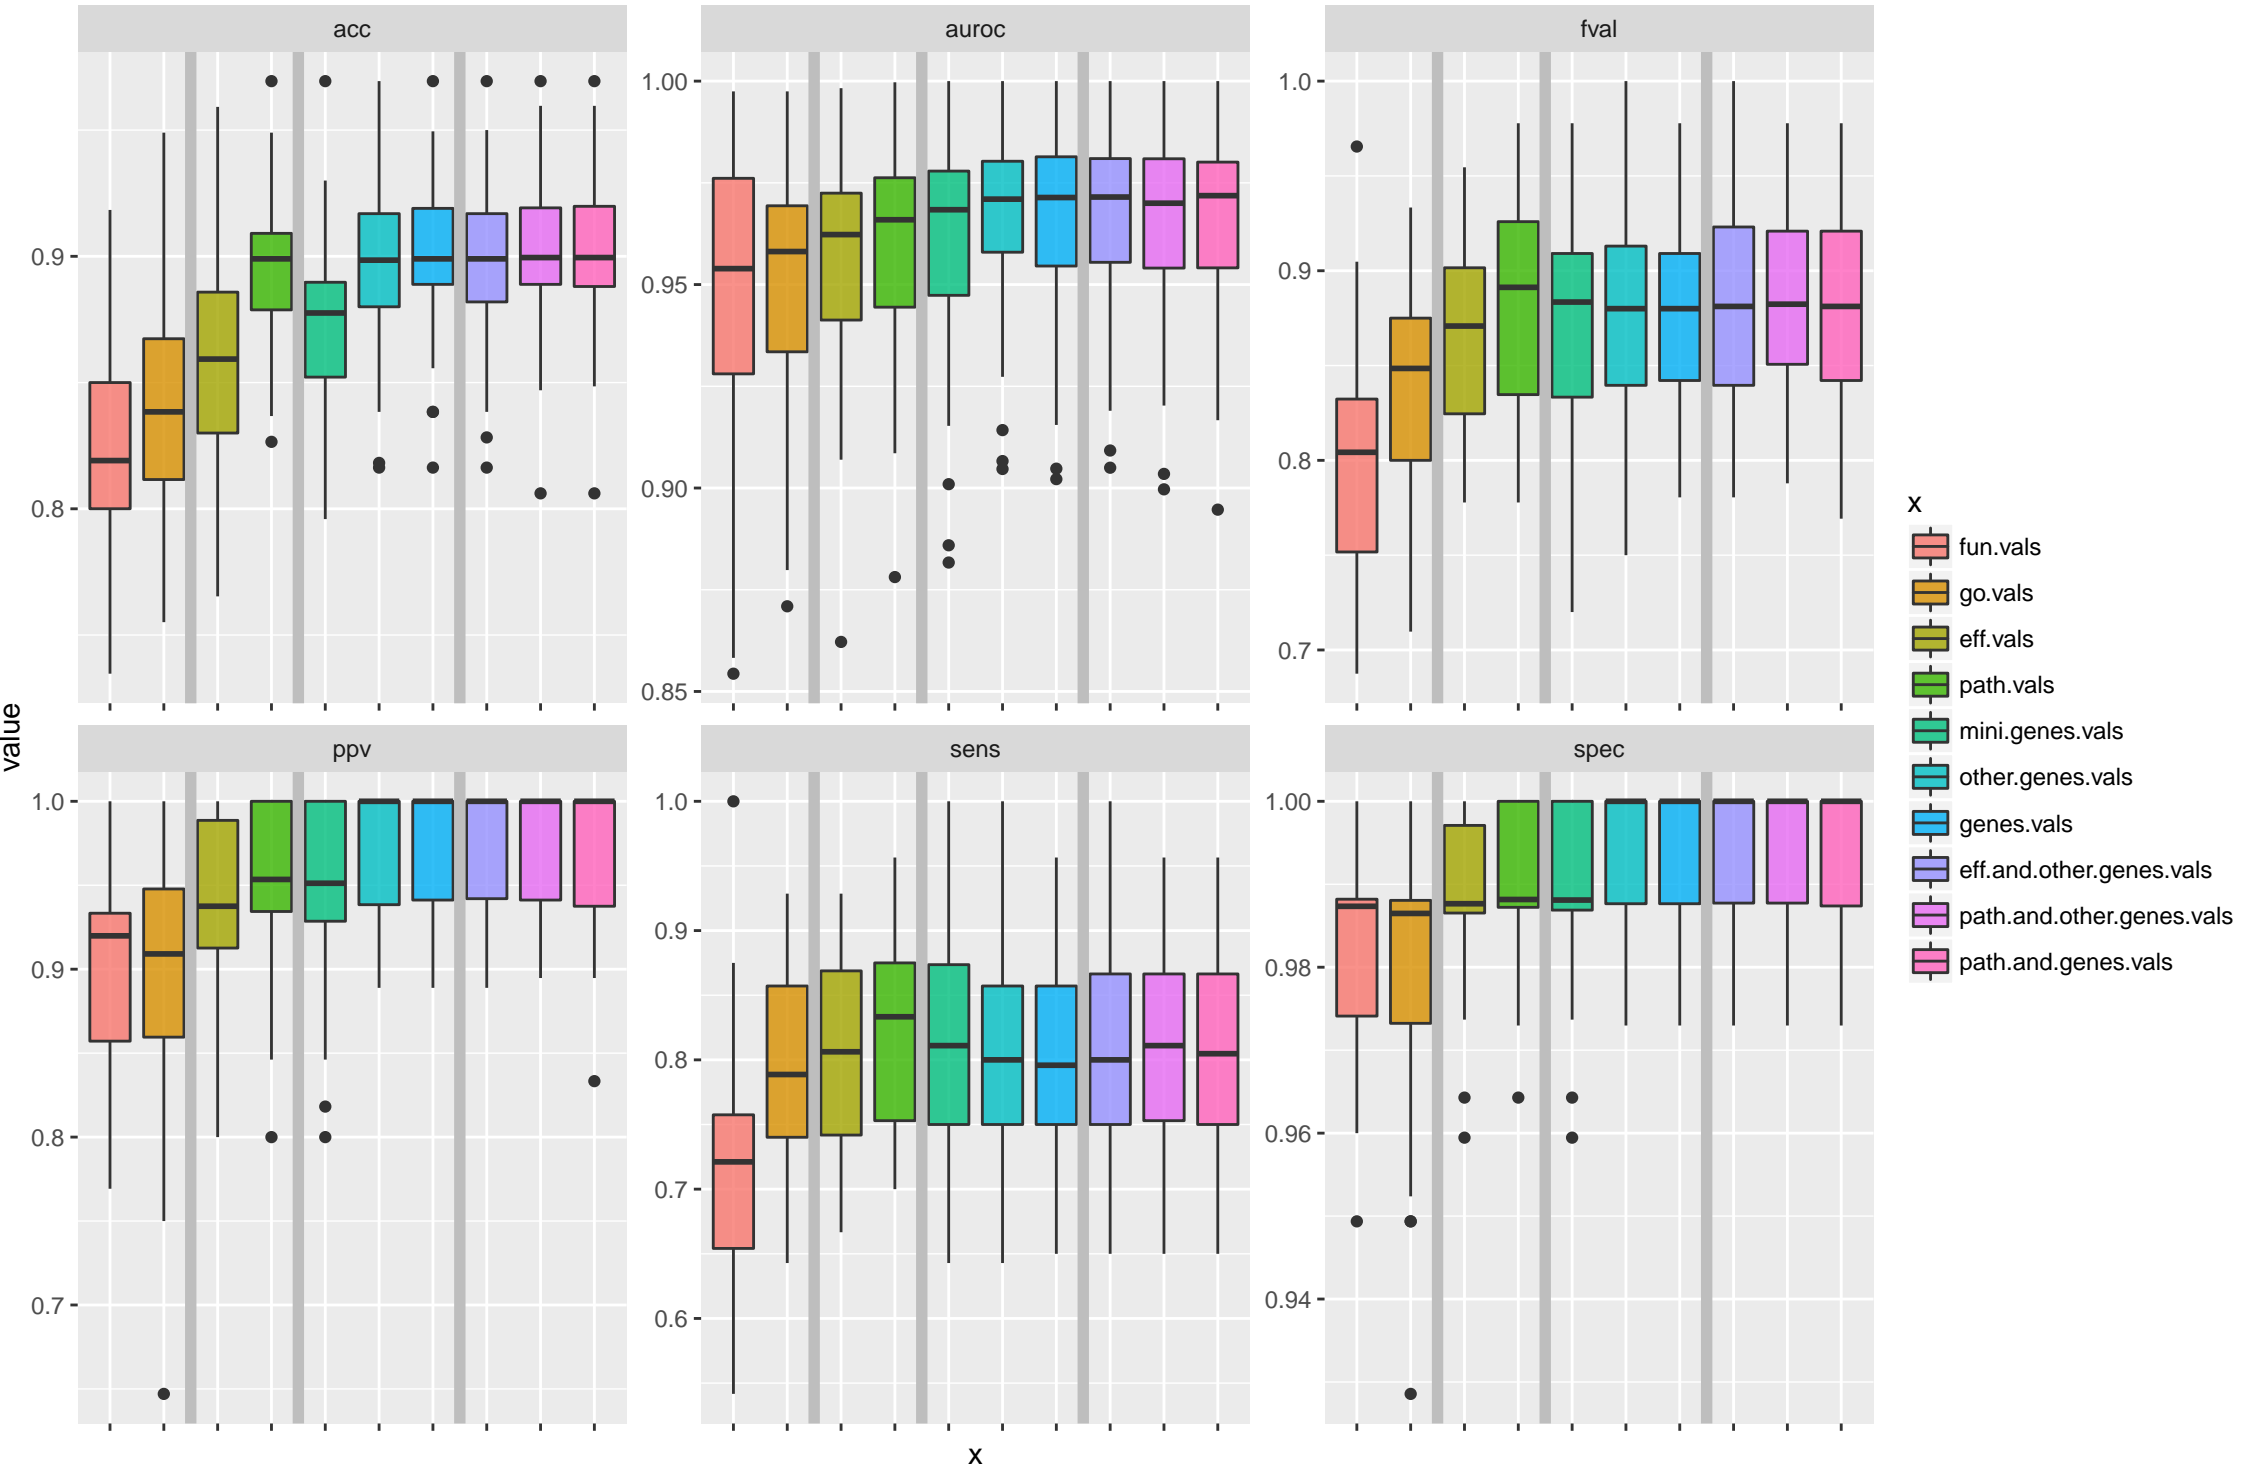 acc
auroc
fval
0.9
0.8
1.00
0.95
0.90
0.85
1.0
0.9
0.8
0.7
ppv
sens
spec
1.0
0.9
0.8
0.7
1.0
0.9
0.8
0.7
0.6
1.00
0.98
0.96
0.94
value
x
x
fun.vals
go.vals
eff.vals
path.vals
mini.genes.vals
other.genes.vals
genes.vals
eff.and.other.genes.vals
path.and.other.genes.vals
path.and.genes.vals